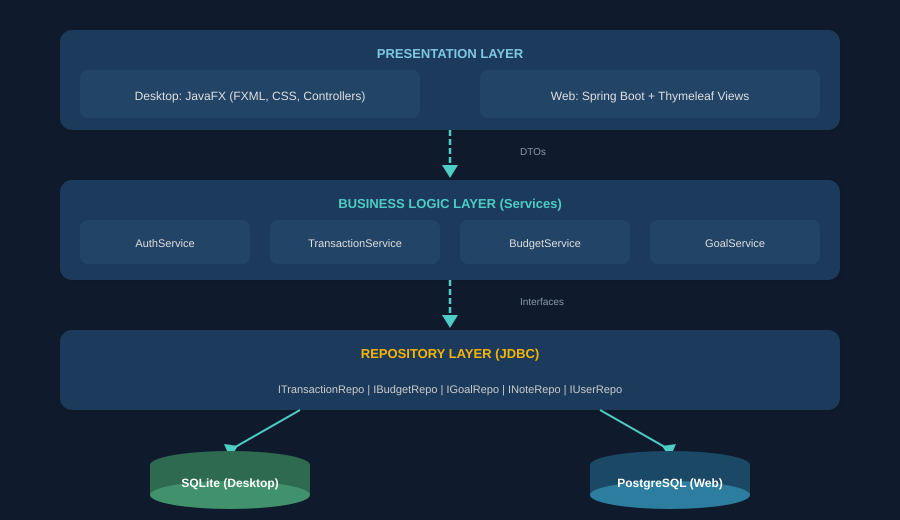 PRESENTATION LAYER
Desktop: JavaFX (FXML, CSS, Controllers)
Web: Spring Boot + Thymeleaf Views
DTOs
BUSINESS LOGIC LAYER (Services)
AuthService
TransactionService
BudgetService
GoalService
Interfaces
REPOSITORY LAYER (JDBC)
ITransactionRepo | IBudgetRepo | IGoalRepo | INoteRepo | IUserRepo
SQLite (Desktop)
PostgreSQL (Web)